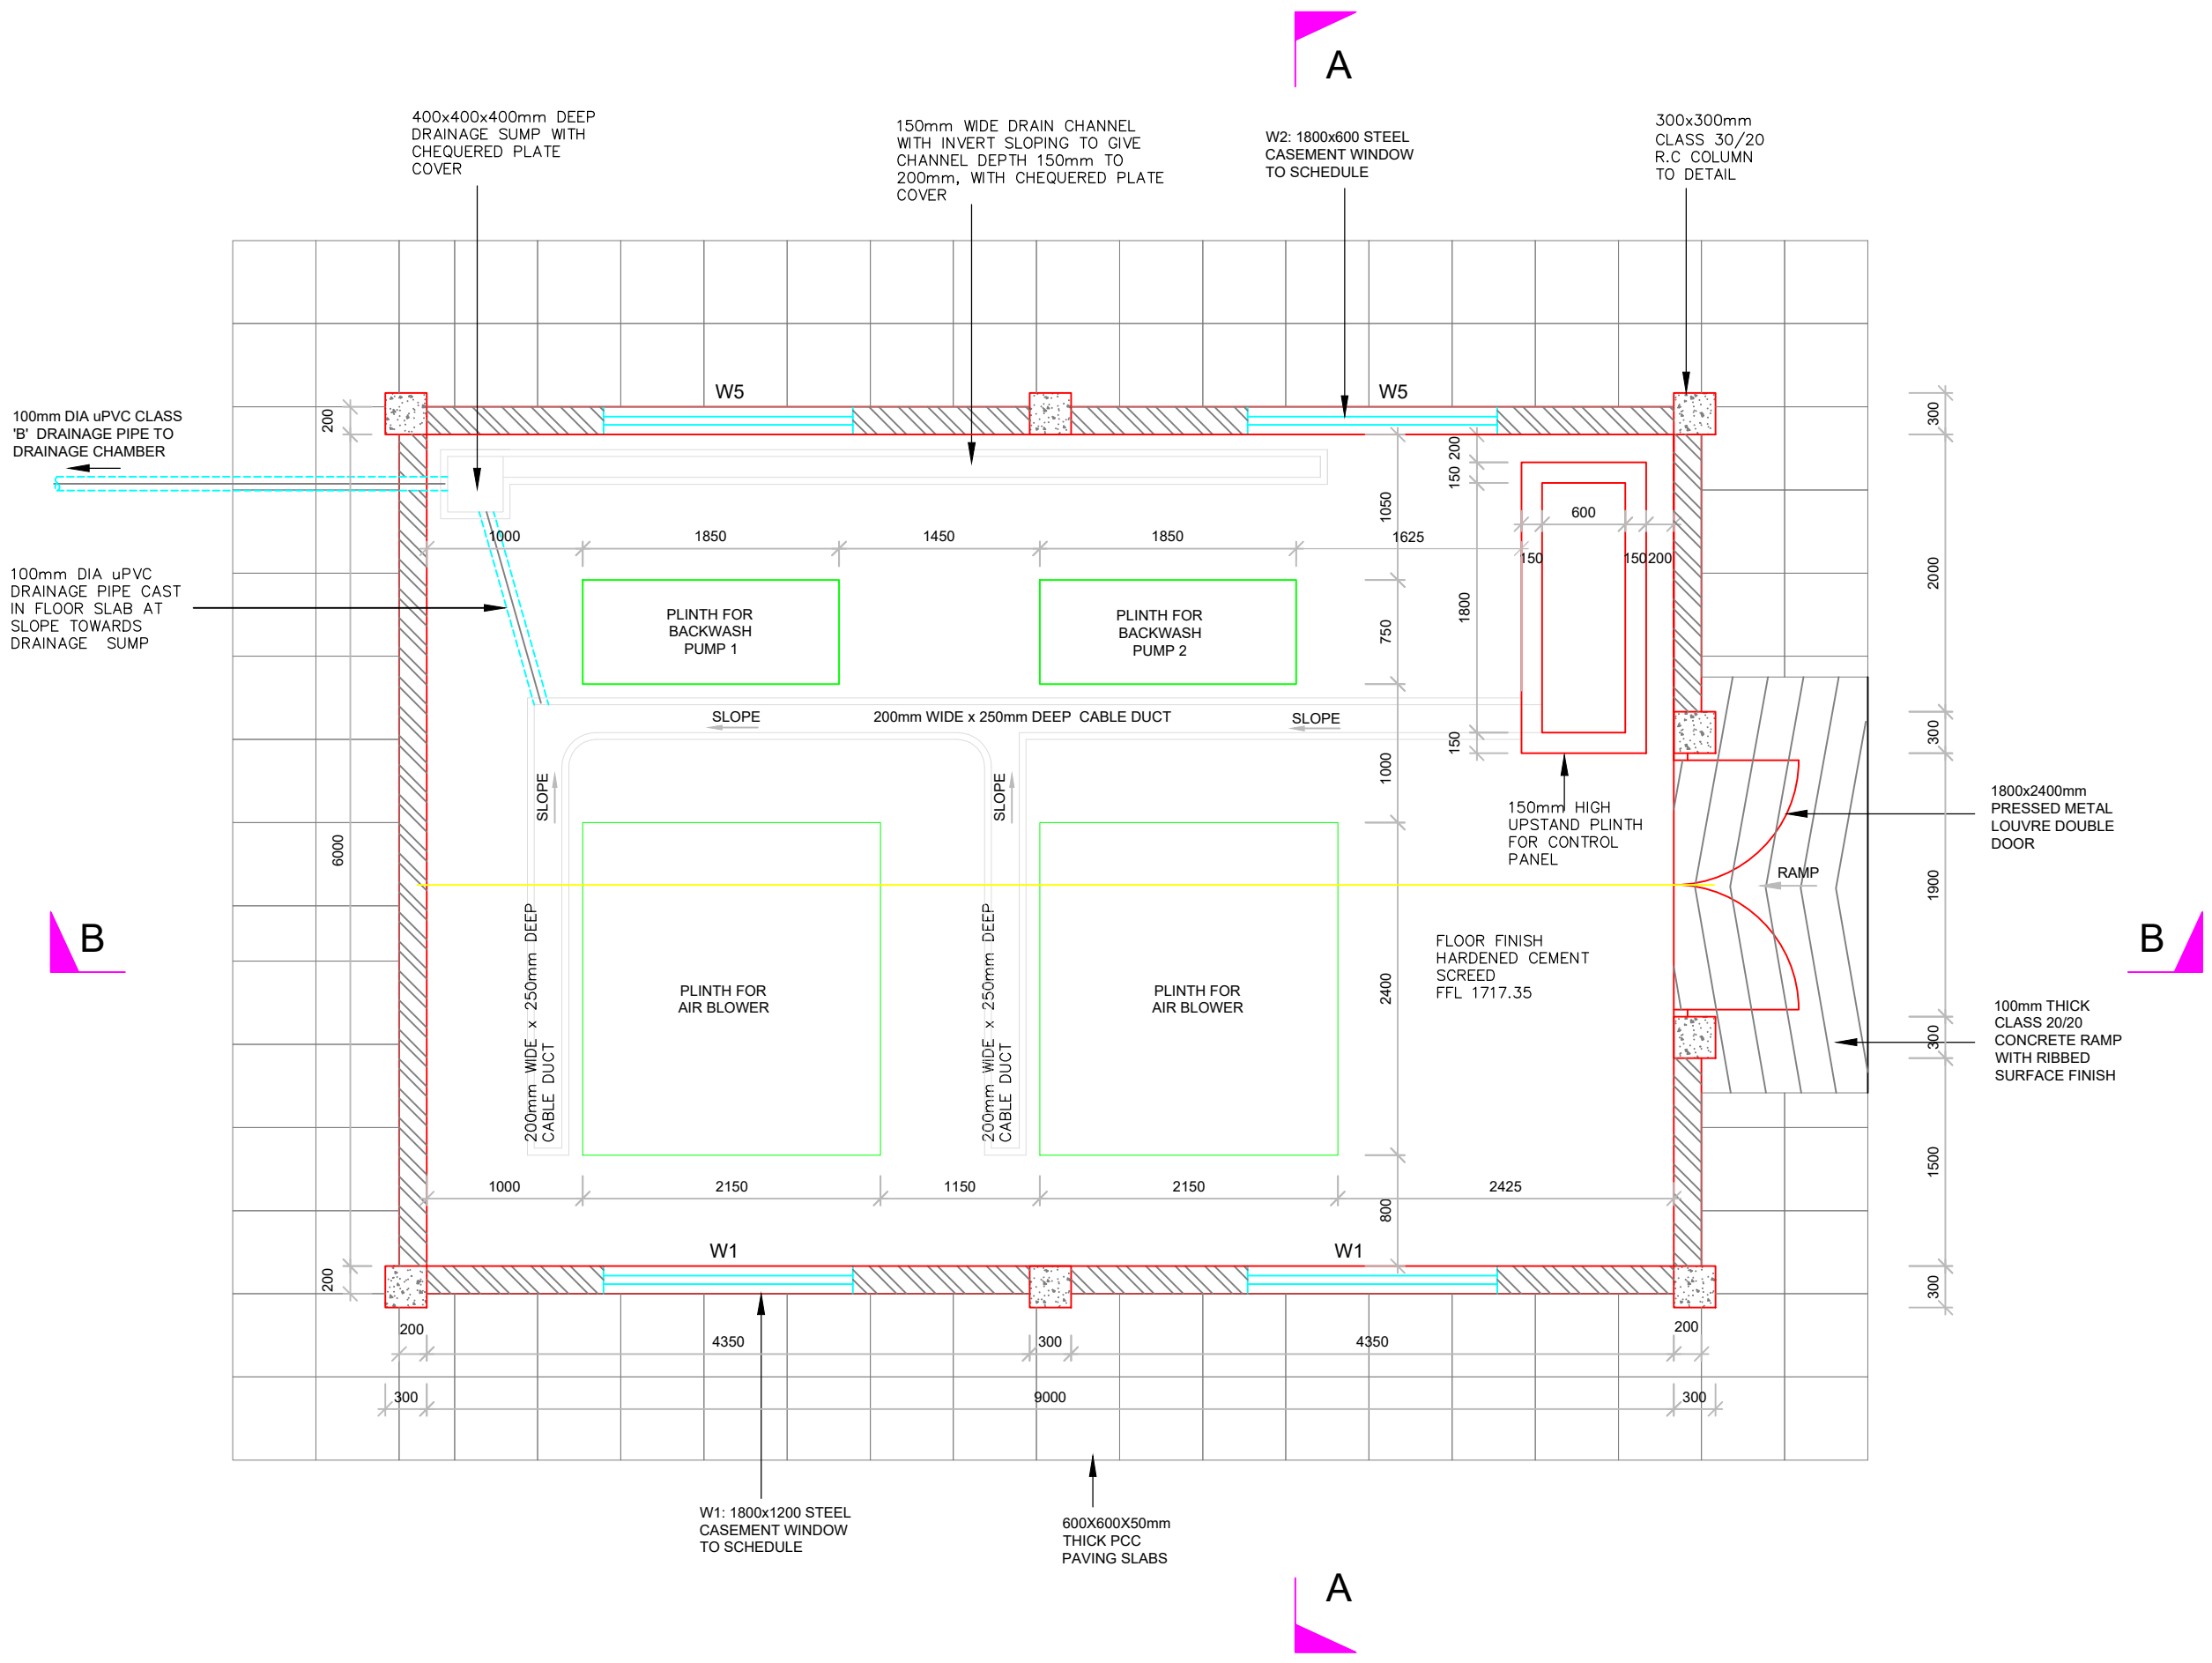 A
400x400x400mm DEEP
DRAINAGE SUMP WITH
CHEQUERED PLATE
COVER
150mm WIDE DRAIN CHANNEL
WITH INVERT SLOPING TO GIVE
CHANNEL DEPTH 150mm TO
200mm, WITH CHEQUERED PLATE
COVER
W2: 1800x600 STEEL
CASEMENT WINDOW
TO SCHEDULE
300x300mm
CLASS 30/20
R.C COLUMN
TO DETAIL
W5
W5
100mm DIA uPVC CLASS
'B' DRAINAGE PIPE TO
DRAINAGE CHAMBER
200
300
200
150
1050
600
1000
1850
1450
1850
1625
150
150
200
100mm DIA uPVC
DRAINAGE PIPE CAST
IN FLOOR SLAB AT
SLOPE TOWARDS
DRAINAGE SUMP
PLINTH FOR
BACKWASH
PUMP 1
PLINTH FOR
BACKWASH
PUMP 2
750
1800
2000
SLOPE
200mm WIDE x 250mm DEEP CABLE DUCT
SLOPE
150
300
SLOPE
SLOPE
1000
150mm HIGH
UPSTAND PLINTH
FOR CONTROL
PANEL
1800x2400mm
PRESSED METAL
LOUVRE DOUBLE
DOOR
6000
RAMP
1900
B
B
200mm WIDE x 250mm DEEP
CABLE DUCT
200mm WIDE x 250mm DEEP
CABLE DUCT
PLINTH FOR
AIR BLOWER
PLINTH FOR
AIR BLOWER
2400
FLOOR FINISH
HARDENED CEMENT
SCREED
FFL 1717.35
100mm THICK
CLASS 20/20
CONCRETE RAMP
WITH RIBBED
SURFACE FINISH
300
1500
1000
2150
1150
2150
2425
800
W1
W1
200
300
200
4350
300
4350
200
300
9000
300
W1: 1800x1200 STEEL
CASEMENT WINDOW
TO SCHEDULE
600X600X50mm
THICK PCC
PAVING SLABS
A